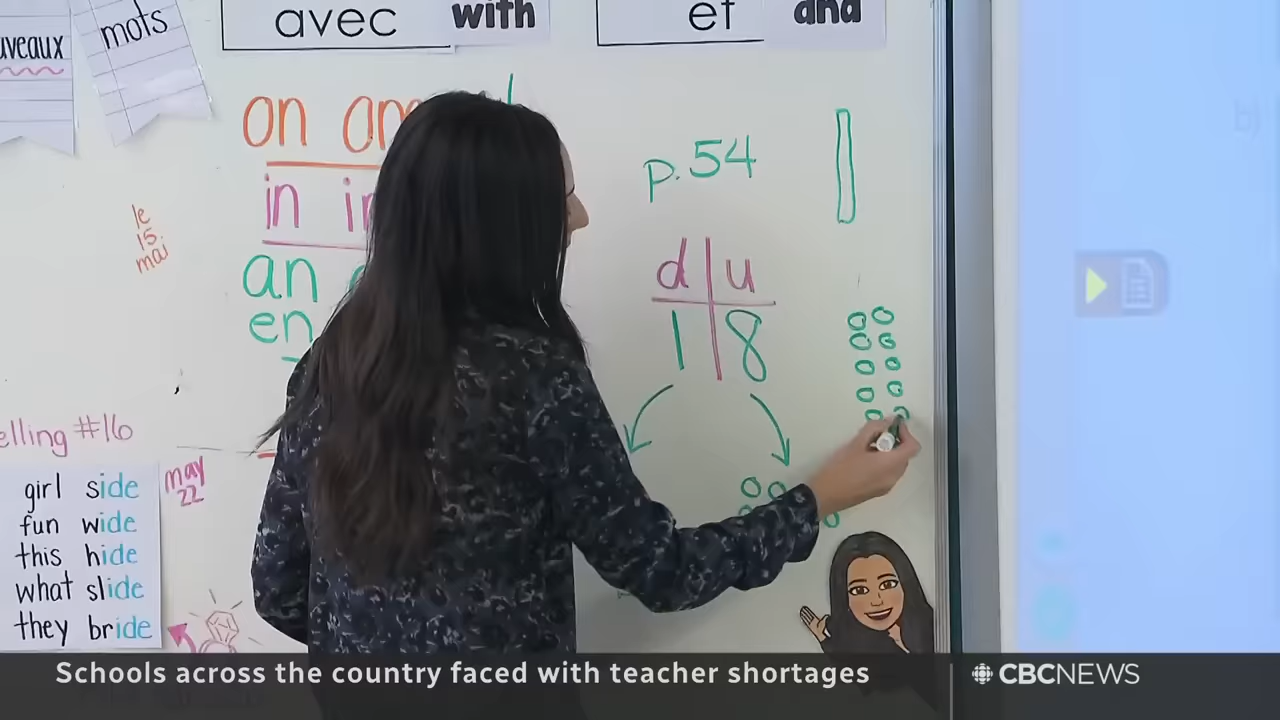 avec with
et and
mots
on
in
an
en
le
15
mai
p.54
d u
1 8
#16
may
22
girl side
fun wide
this hide
what slide
they bride
Schools across the country faced with teacher shortages
CBCNEWS